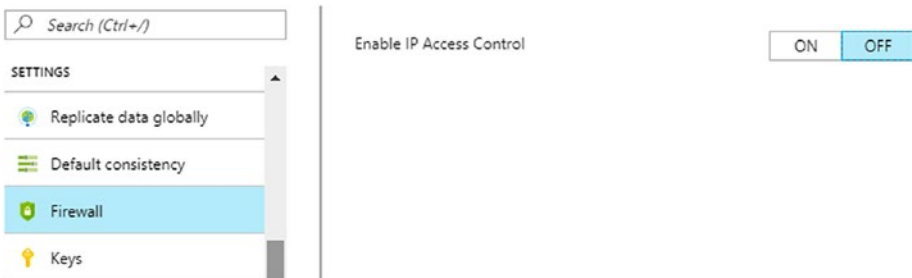 Search (Ctrl+/)
SETTINGS
Replicate data globally
Default consistency
Firewall
Keys
Enable IP Access Control
ON OFF